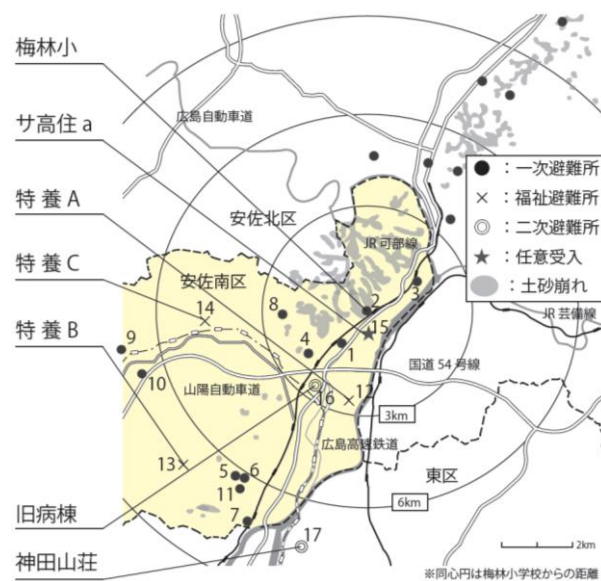 梅林小
サ高住 a
特 養 A
特 養 C
特 養 B
旧病棟
神田山荘
広島自動車道
安佐北区
JR 可部線
安佐南区
14
8
2
3
15
9
4
1
10
国道 54 号線
JR 芸備線
山陽自動車道
16
12
3km
広島高速鉄道
13
5
6
11
7
東区
6km
17
● ：一次避難所
× ：福祉避難所
◎ ：二次避難所
★ ：任意受入
：土砂崩れ
2km
※同心円は梅林小学校からの距離